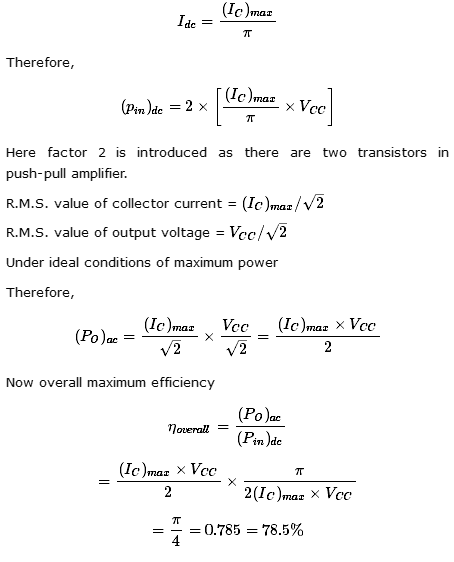 I_{dc} = \frac{(I_C)_{max}}{\pi}
Therefore,
(p_{in})_{dc} = 2 \times \left[ \frac{(I_C)_{max}}{\pi} \times V_{CC} \right]
Here factor 2 is introduced as there are two transistors in
push-pull amplifier.
R.M.S. value of collector current = (I_C)_{max}/\sqrt{2}
R.M.S. value of output voltage = V_{CC}/\sqrt{2}
Under ideal conditions of maximum power
Therefore,
(P_O)_{ac} = \frac{(I_C)_{max}}{\sqrt{2}} \times \frac{V_{CC}}{\sqrt{2}} = \frac{(I_C)_{max} \times V_{CC}}{2}
Now overall maximum efficiency
\eta_{overall} = \frac{(P_O)_{ac}}{(P_{in})_{dc}}
= \frac{(I_C)_{max} \times V_{CC}}{2} \times \frac{\pi}{2(I_C)_{max} \times V_{CC}}
= \frac{\pi}{4} = 0.785 = 78.5\%